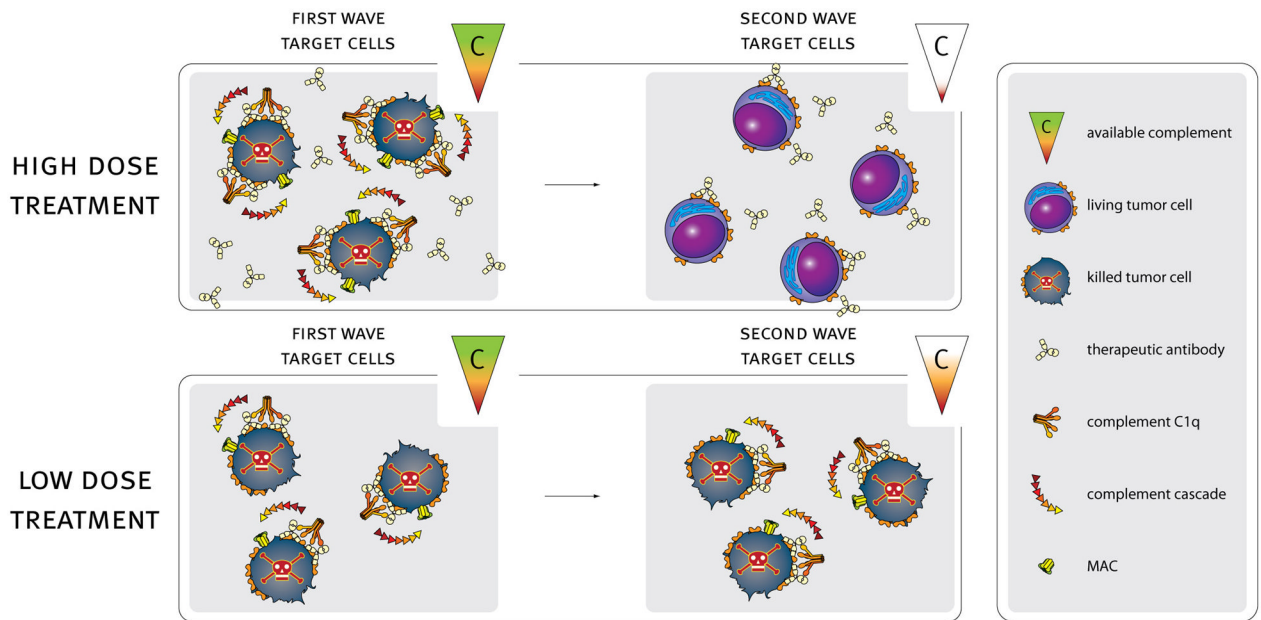 FIRST WAVE
TARGET CELLS
C
SECOND WAVE
TARGET CELLS
C
HIGH DOSE
TREATMENT
FIRST WAVE
TARGET CELLS
C
SECOND WAVE
TARGET CELLS
C
LOW DOSE
TREATMENT
C
available complement
living tumor cell
killed tumor cell
therapeutic antibody
complement C1q
complement cascade
MAC